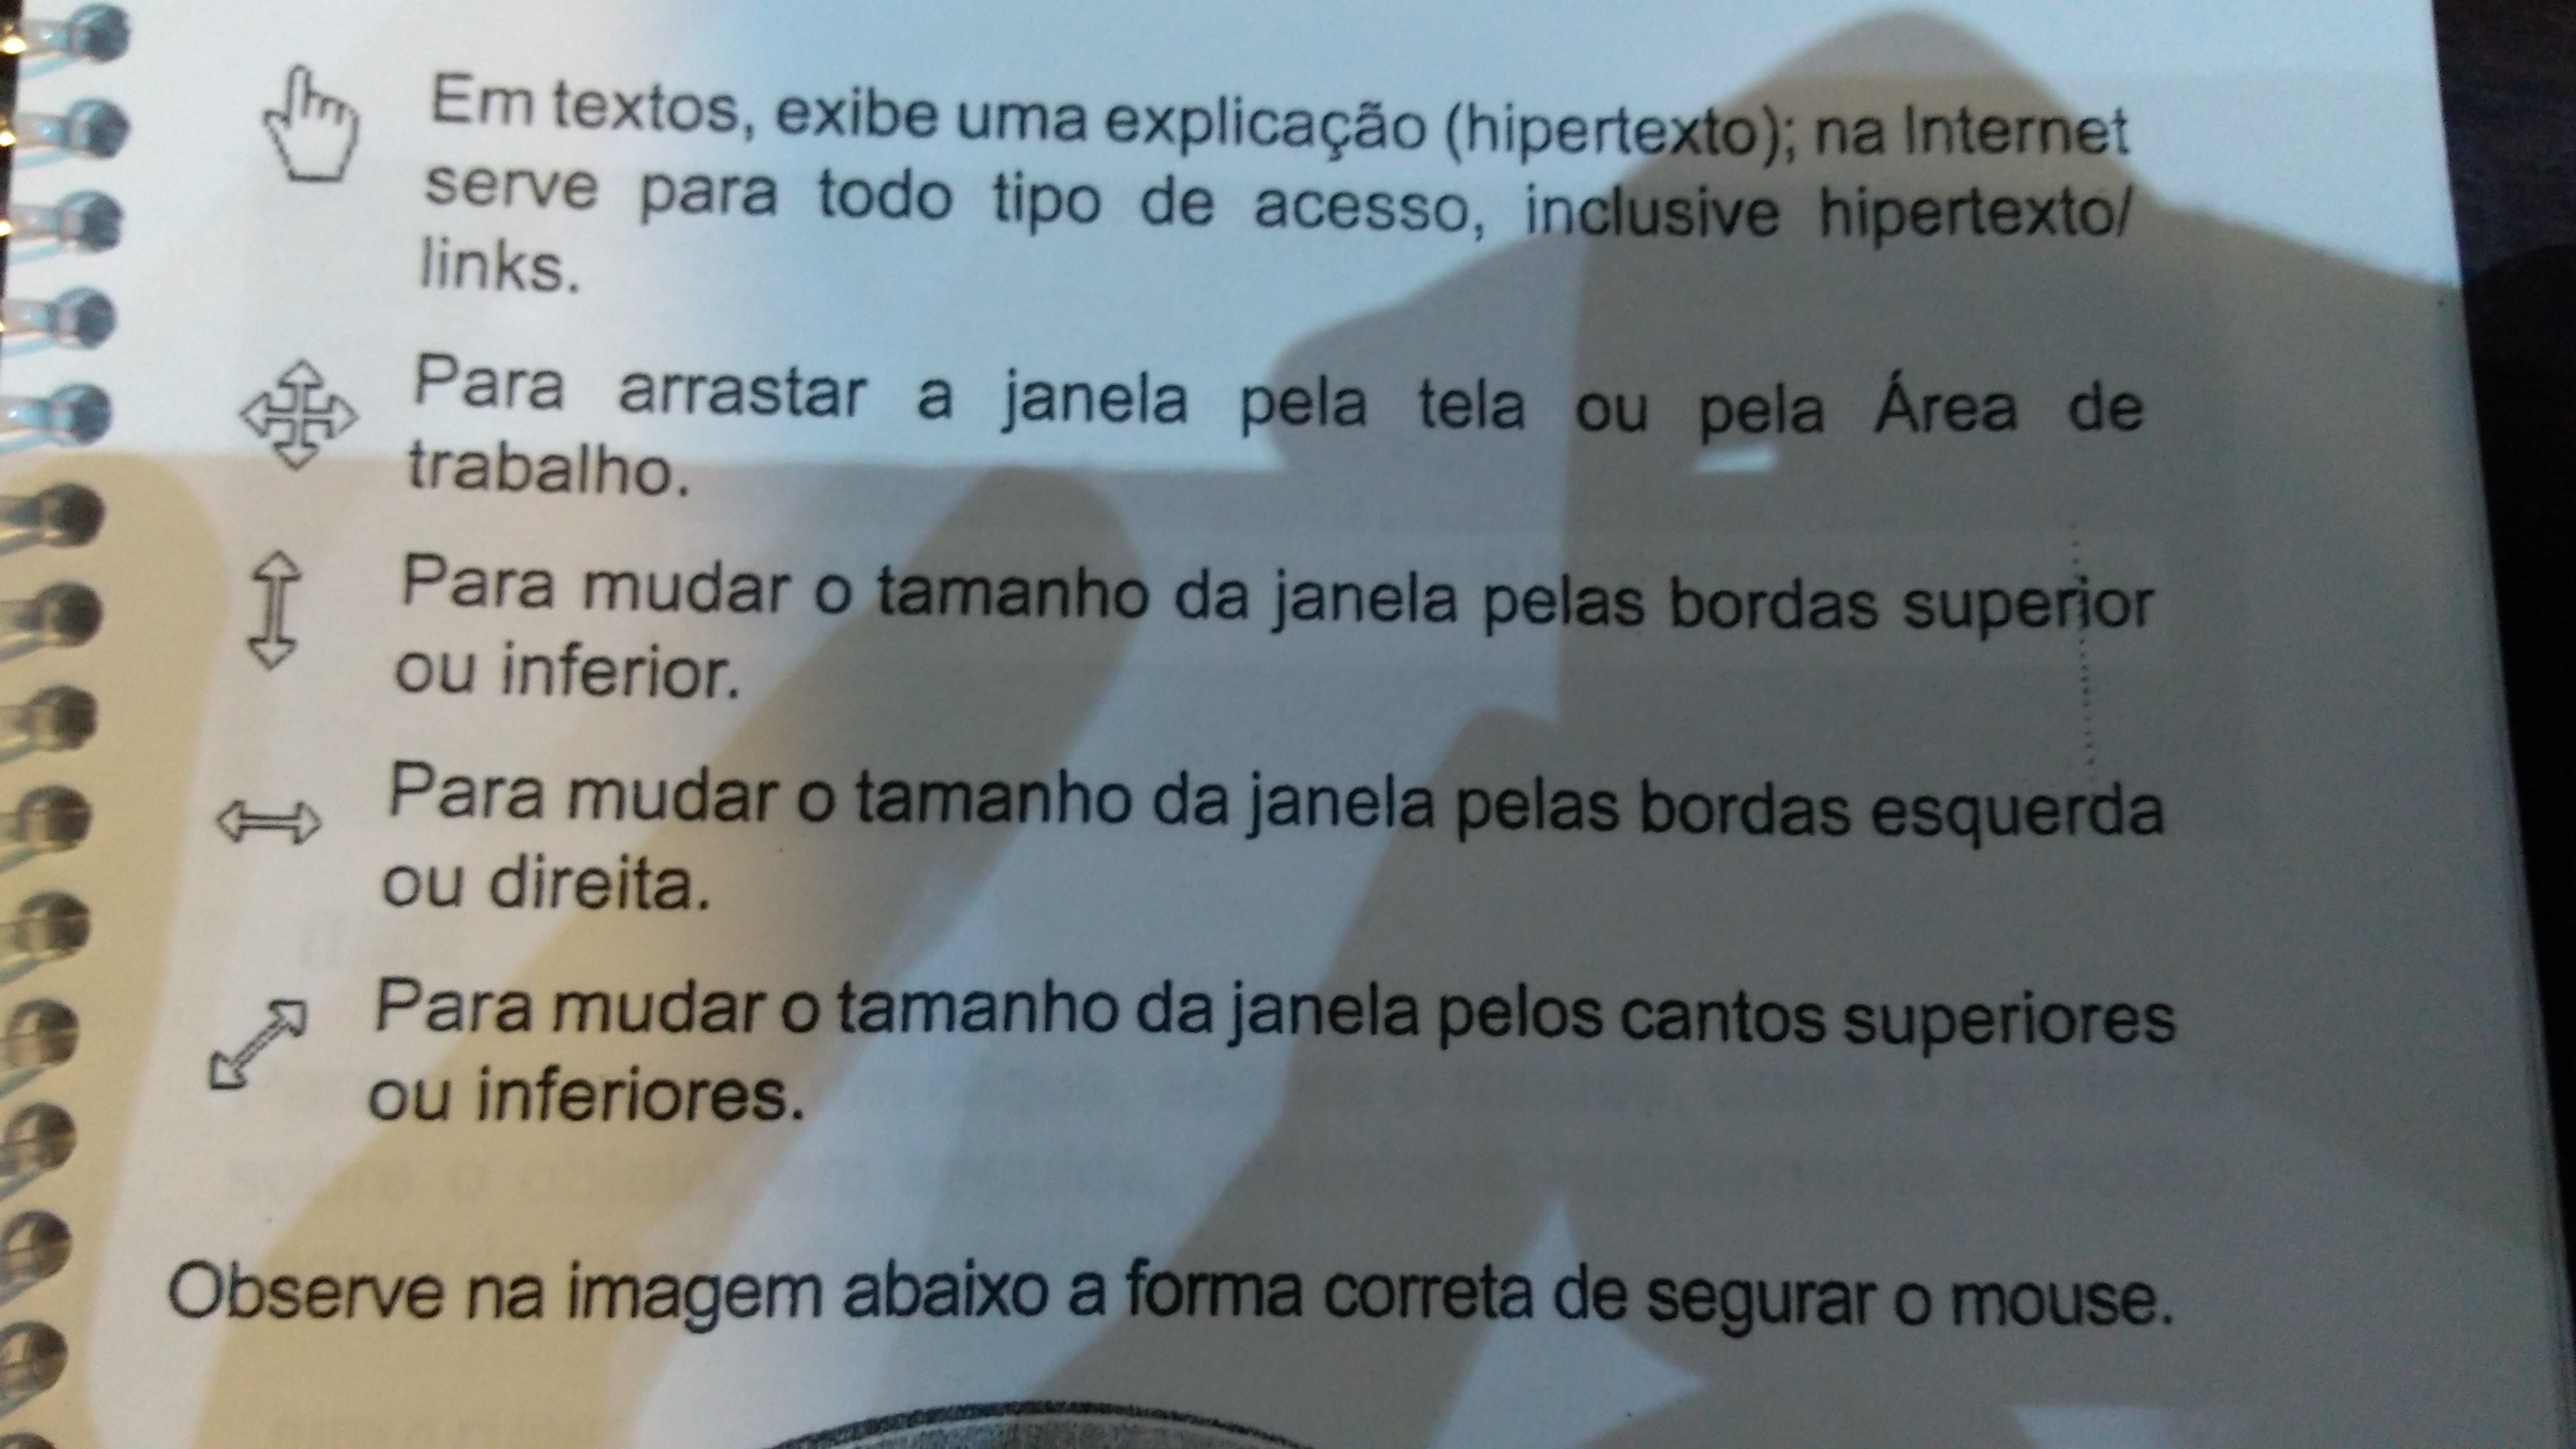 Em textos, exibe uma explicação (hipertexto); na Internet
serve para todo tipo de acesso, inclusive hipertexto/
links.
Para arrastar a janela pela tela ou pela Área de
trabalho.
Para mudar o tamanho da janela pelas bordas superior
ou inferior.
Para mudar o tamanho da janela pelas bordas esquerda
ou direita.
Para mudar o tamanho da janela pelos cantos superiores
ou inferiores.
Observe na imagem abaixo a forma correta de segurar o mouse.